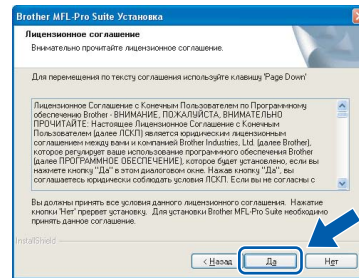 Brother MFL-Pro Suite Установка
Лицензионное соглашение
Внимательно прочитайте лицензионное соглашение.
Для перемещения по тексту соглашения используйте клавишу 'Page Down'
Лицензионное Соглашение с Конечным Пользователем по Программному
обеспечению Brother - ВНИМАНИЕ, ПОЖАЛУЙСТА, ВНИМАТЕЛЬНО
ПРОЧИТАЙТЕ: Настоящее Лицензионное Соглашение с Конечным
Пользователем (далее ЛСКП) является юридическим лицензионным
соглашением между вами и компанией Brother Industries, Ltd. (далее Brother),
которое регулирует ваше использование программного обеспечения Brother
(далее ПРОГРАММНОЕ ОБЕСПЕЧЕНИЕ), которое будет установлено, если вы
нажмете кнопку "Да" в этом диалоговом окне. Нажав кнопку "Да", вы
соглашаетесь юридически соблюдать условия ЛСКП. Если вы не согласны с
Вы должны принять все условия данного лицензионного соглашения. Нажатие
кнопки 'Нет' прервет установку. Для установки Brother MFL-Pro Suite необходимо
принять данное соглашение.
InstallShield
< Назад Да Нет